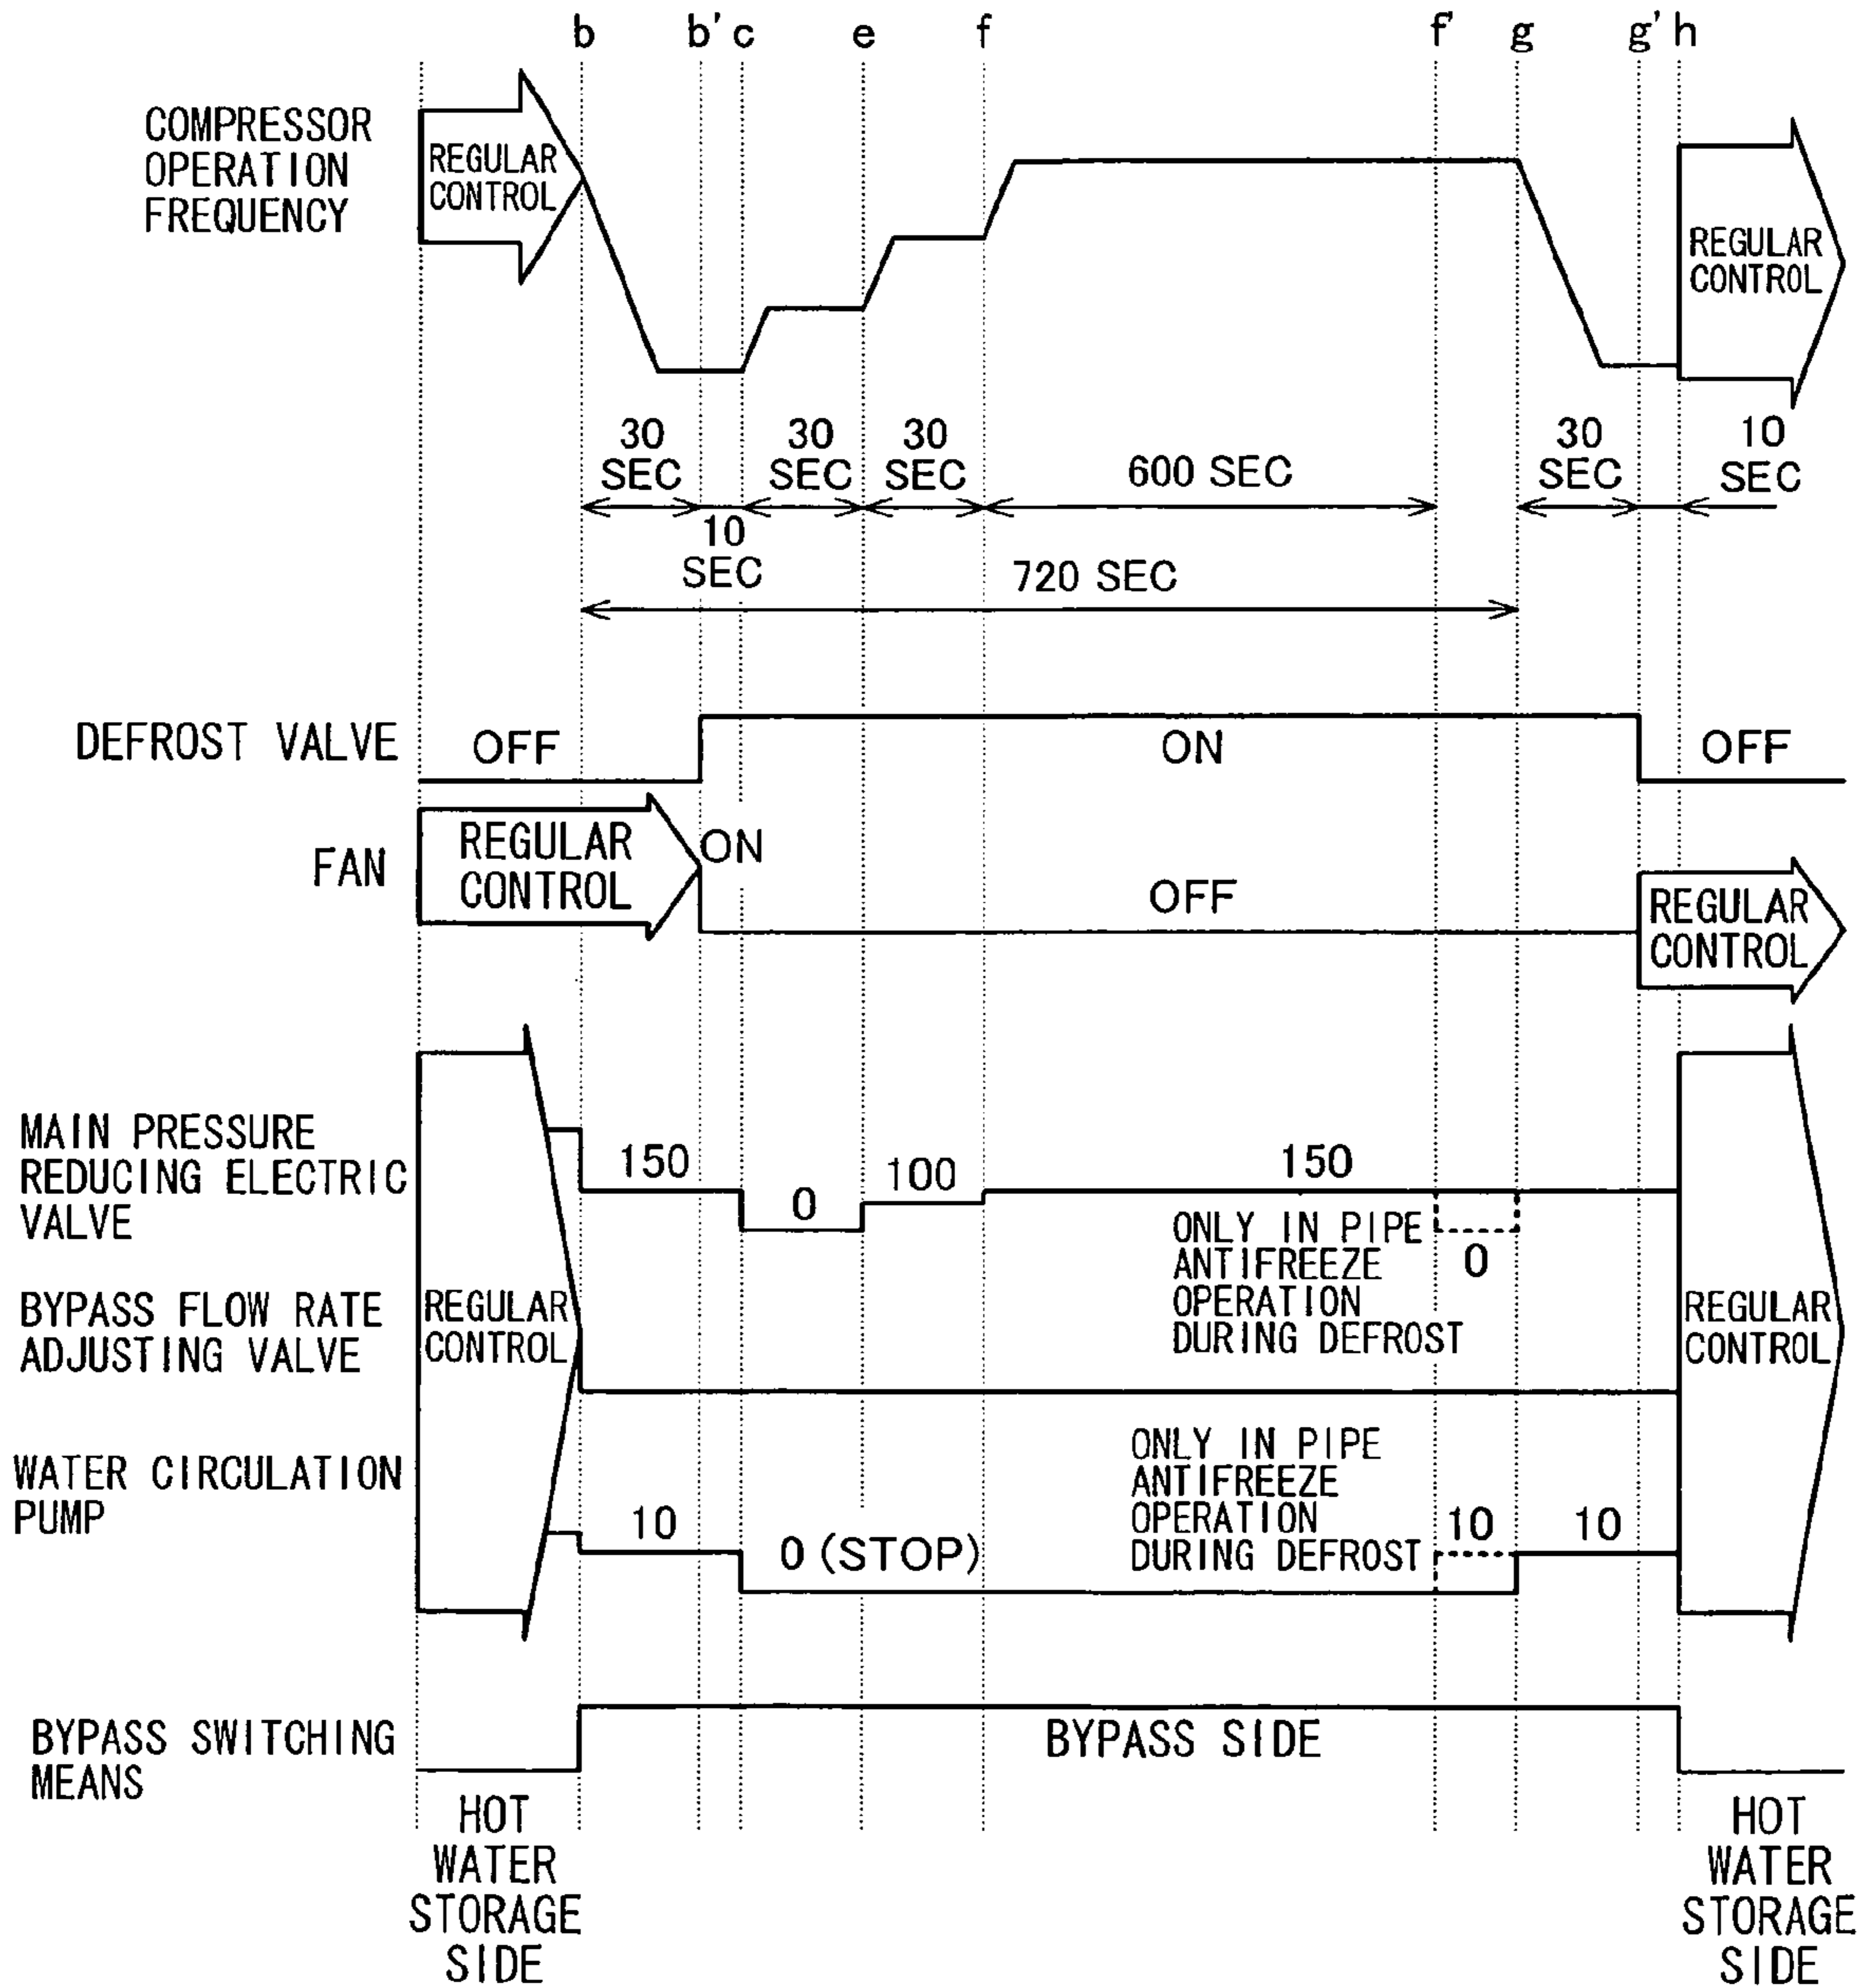 b b' c e f f' g g' h
COMPRESSOR
OPERATION
FREQUENCY
REGULAR
CONTROL
REGULAR
CONTROL
30
SEC
10
SEC
30
SEC
30
SEC
600 SEC
30
SEC
10
SEC
720 SEC
DEFROST VALVE
OFF
ON
OFF
FAN
REGULAR
CONTROL
ON
OFF
REGULAR
CONTROL
MAIN PRESSURE
REDUCING ELECTRIC
VALVE
150
0
100
150
ONLY IN PIPE
ANTIFREEZE
OPERATION
DURING DEFROST
0
BYPASS FLOW RATE
ADJUSTING VALVE
REGULAR
CONTROL
REGULAR
CONTROL
WATER CIRCULATION
PUMP
10
0 (STOP)
ONLY IN PIPE
ANTIFREEZE
OPERATION
DURING DEFROST
10
10
BYPASS SWITCHING
MEANS
BYPASS SIDE
HOT
WATER
STORAGE
SIDE
HOT
WATER
STORAGE
SIDE